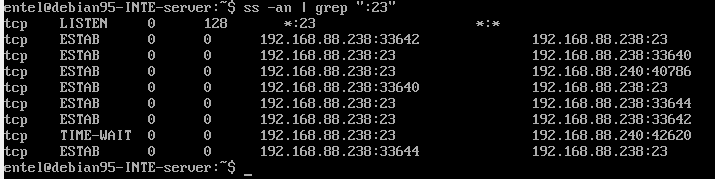 entel@debian95-INTE-server:~$ ss -an | grep ":23"
tcp    LISTEN     0      128       *:23                    *:*
tcp    ESTAB      0      0      192.168.88.238:33642              192.168.88.238:23
tcp    ESTAB      0      0      192.168.88.238:23                 192.168.88.238:33640
tcp    ESTAB      0      0      192.168.88.238:23                 192.168.88.240:40786
tcp    ESTAB      0      0      192.168.88.238:33640              192.168.88.238:23
tcp    ESTAB      0      0      192.168.88.238:23                 192.168.88.238:33644
tcp    ESTAB      0      0      192.168.88.238:23                 192.168.88.238:33642
tcp    TIME-WAIT  0      0      192.168.88.238:23                 192.168.88.240:42620
tcp    ESTAB      0      0      192.168.88.238:33644              192.168.88.238:23
entel@debian95-INTE-server:~$ _